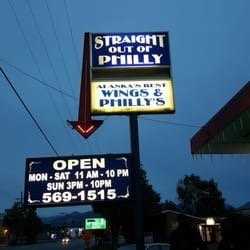 STRAIGHT
OUT OF
PHILLY
ALASKA'S BEST
WINGS &
PHILLY'S
OPEN
MON - SAT 11 AM - 10 PM
SUN 3PM - 10PM
569-1515